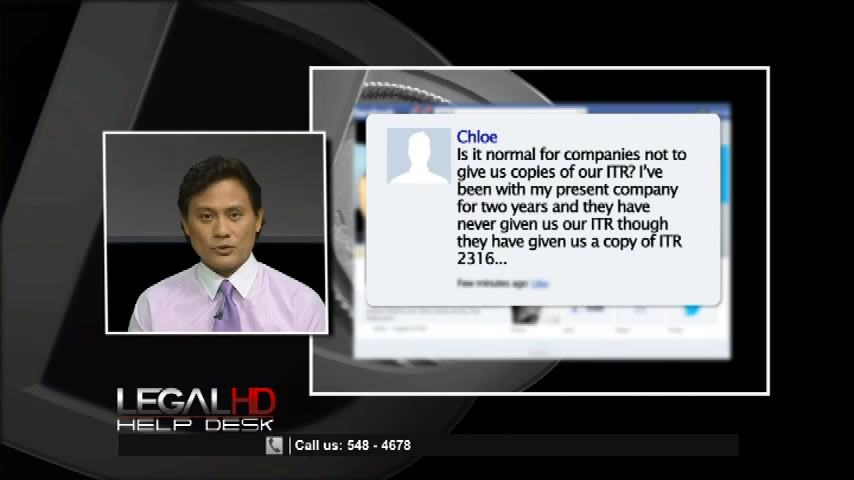 Chloe
Is it normal for companies not to
give us copies of our ITR? I've
been with my present company
for two years and they have
never given us our ITR though
they have given us a copy of ITR
2316...
Few minutes ago Like
LEGALHD
HELP DESK
Call us: 548 - 4678